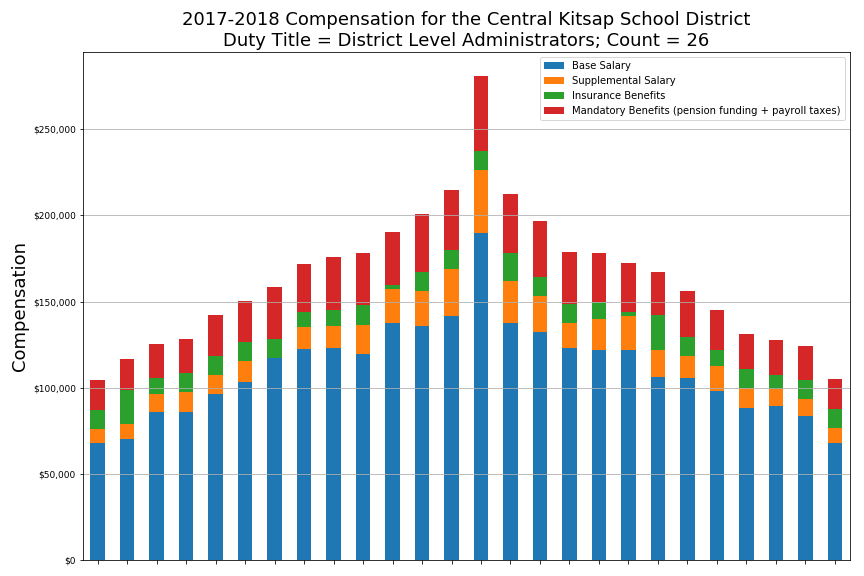 2017-2018 Compensation for the Central Kitsap School District
Duty Title = District Level Administrators; Count = 26
Base Salary
Supplemental Salary
Insurance Benefits
Mandatory Benefits (pension funding + payroll taxes)
$250,000
$200,000
$150,000
$100,000
$50,000
$0
Compensation